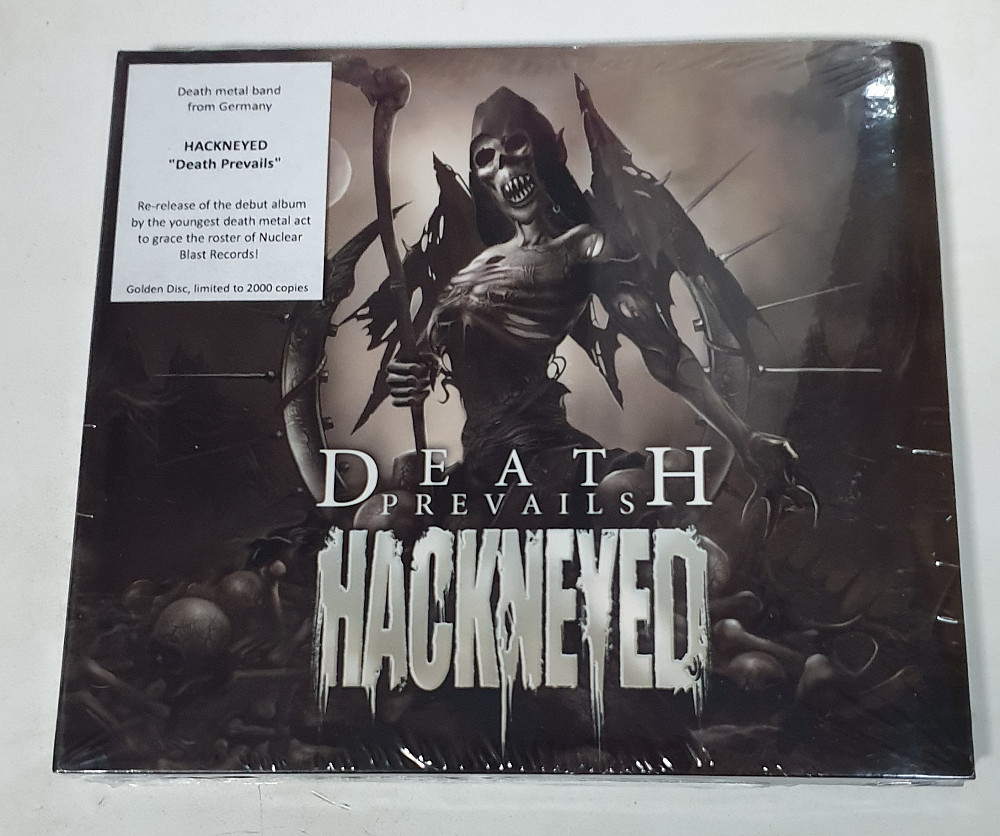 Death metal band
from Germany
HACKNEYED
"Death Prevails"
Re-release of the debut album
by the youngest death metal act
to grace the roster of Nuclear
Blast Records!
Golden Disc, limited to 2000 copies
DEATH
PREVAILS
HACKNEYED